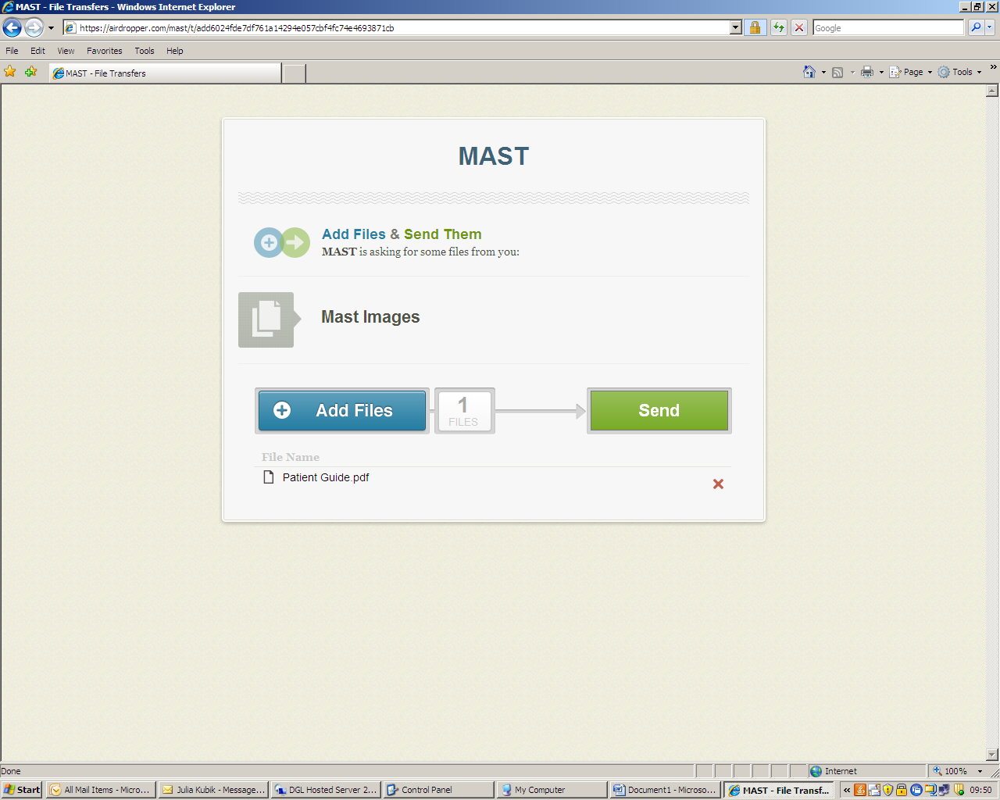 MAST - File Transfers - Windows Internet Explorer
https://airdropper.com/mast/t/add6024fde7df761a14294e057cbf4fc74e4693871cb
Google
File Edit View Favorites Tools Help
MAST - File Transfers
Page Tools
MAST
Add Files & Send Them
MAST is asking for some files from you:
Mast Images
Add Files
1
FILES
Send
File Name
Patient Guide.pdf
Done
Internet
100%
Start
All Mail Items - Micro...
Julia Kubik - Message...
DGL Hosted Server 2...
Control Panel
My Computer
Document1 - Microso...
MAST - File Transf...
09:50